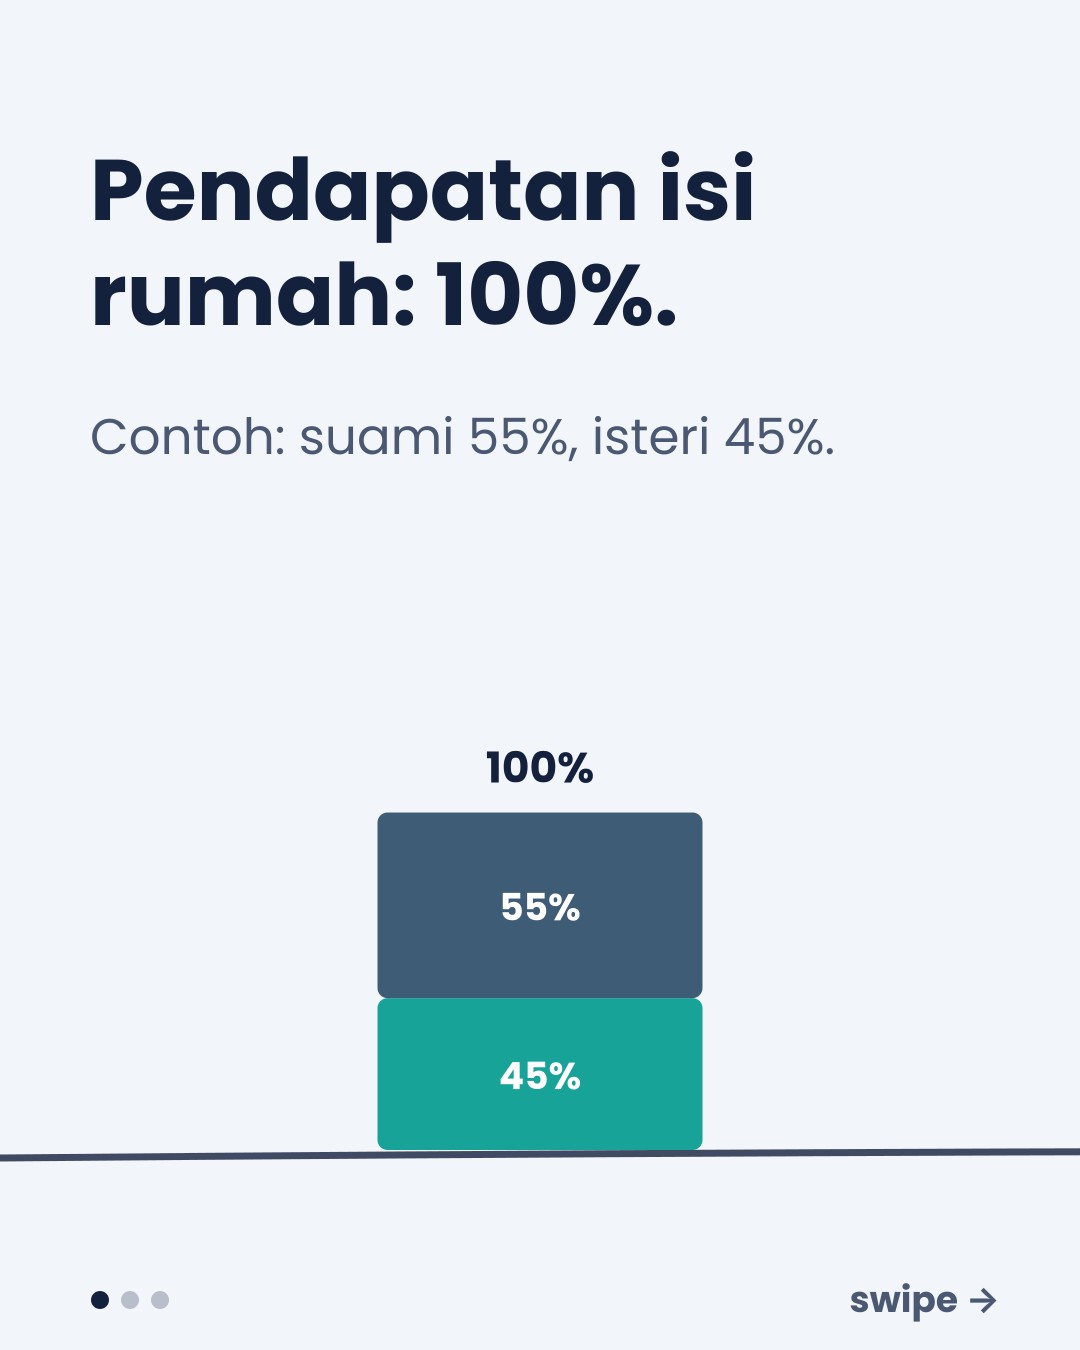 Pendapatan isi
rumah: 100%.
Contoh: suami 55%, isteri 45%.
100%
55%
45%
swipe →